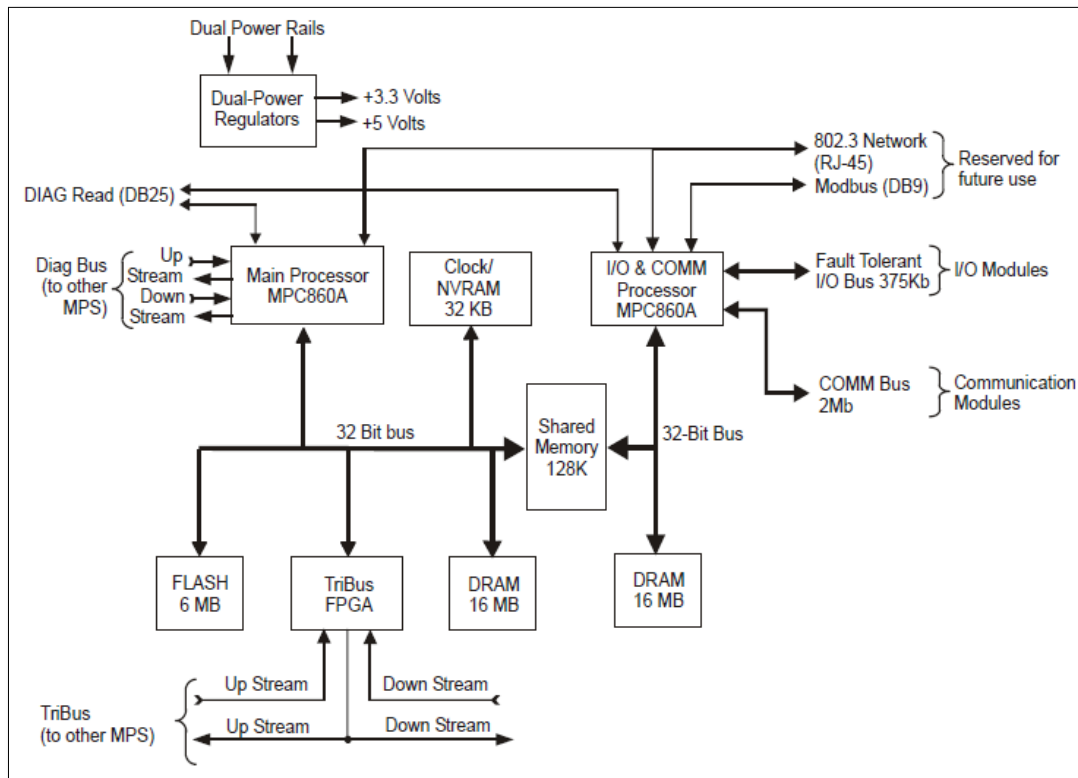 Dual Power Rails
Dual-Power
Regulators
+3.3 Volts
+5 Volts
802.3 Network
(RJ-45)
Modbus (DB9)
Reserved for
future use
DIAG Read (DB25)
Diag Bus
(to other
MPS)
Up
Stream
Down
Stream
Main Processor
MPC860A
Clock/
NVRAM
32 KB
I/O & COMM
Processor
MPC860A
Fault Tolerant
I/O Bus 375Kb
I/O Modules
COMM Bus
2Mb
Communication
Modules
32 Bit bus
Shared
Memory
128K
32-Bit Bus
FLASH
6 MB
TriBus
FPGA
DRAM
16 MB
DRAM
16 MB
TriBus
(to other MPS)
Up Stream
Down Stream
Up Stream
Down Stream